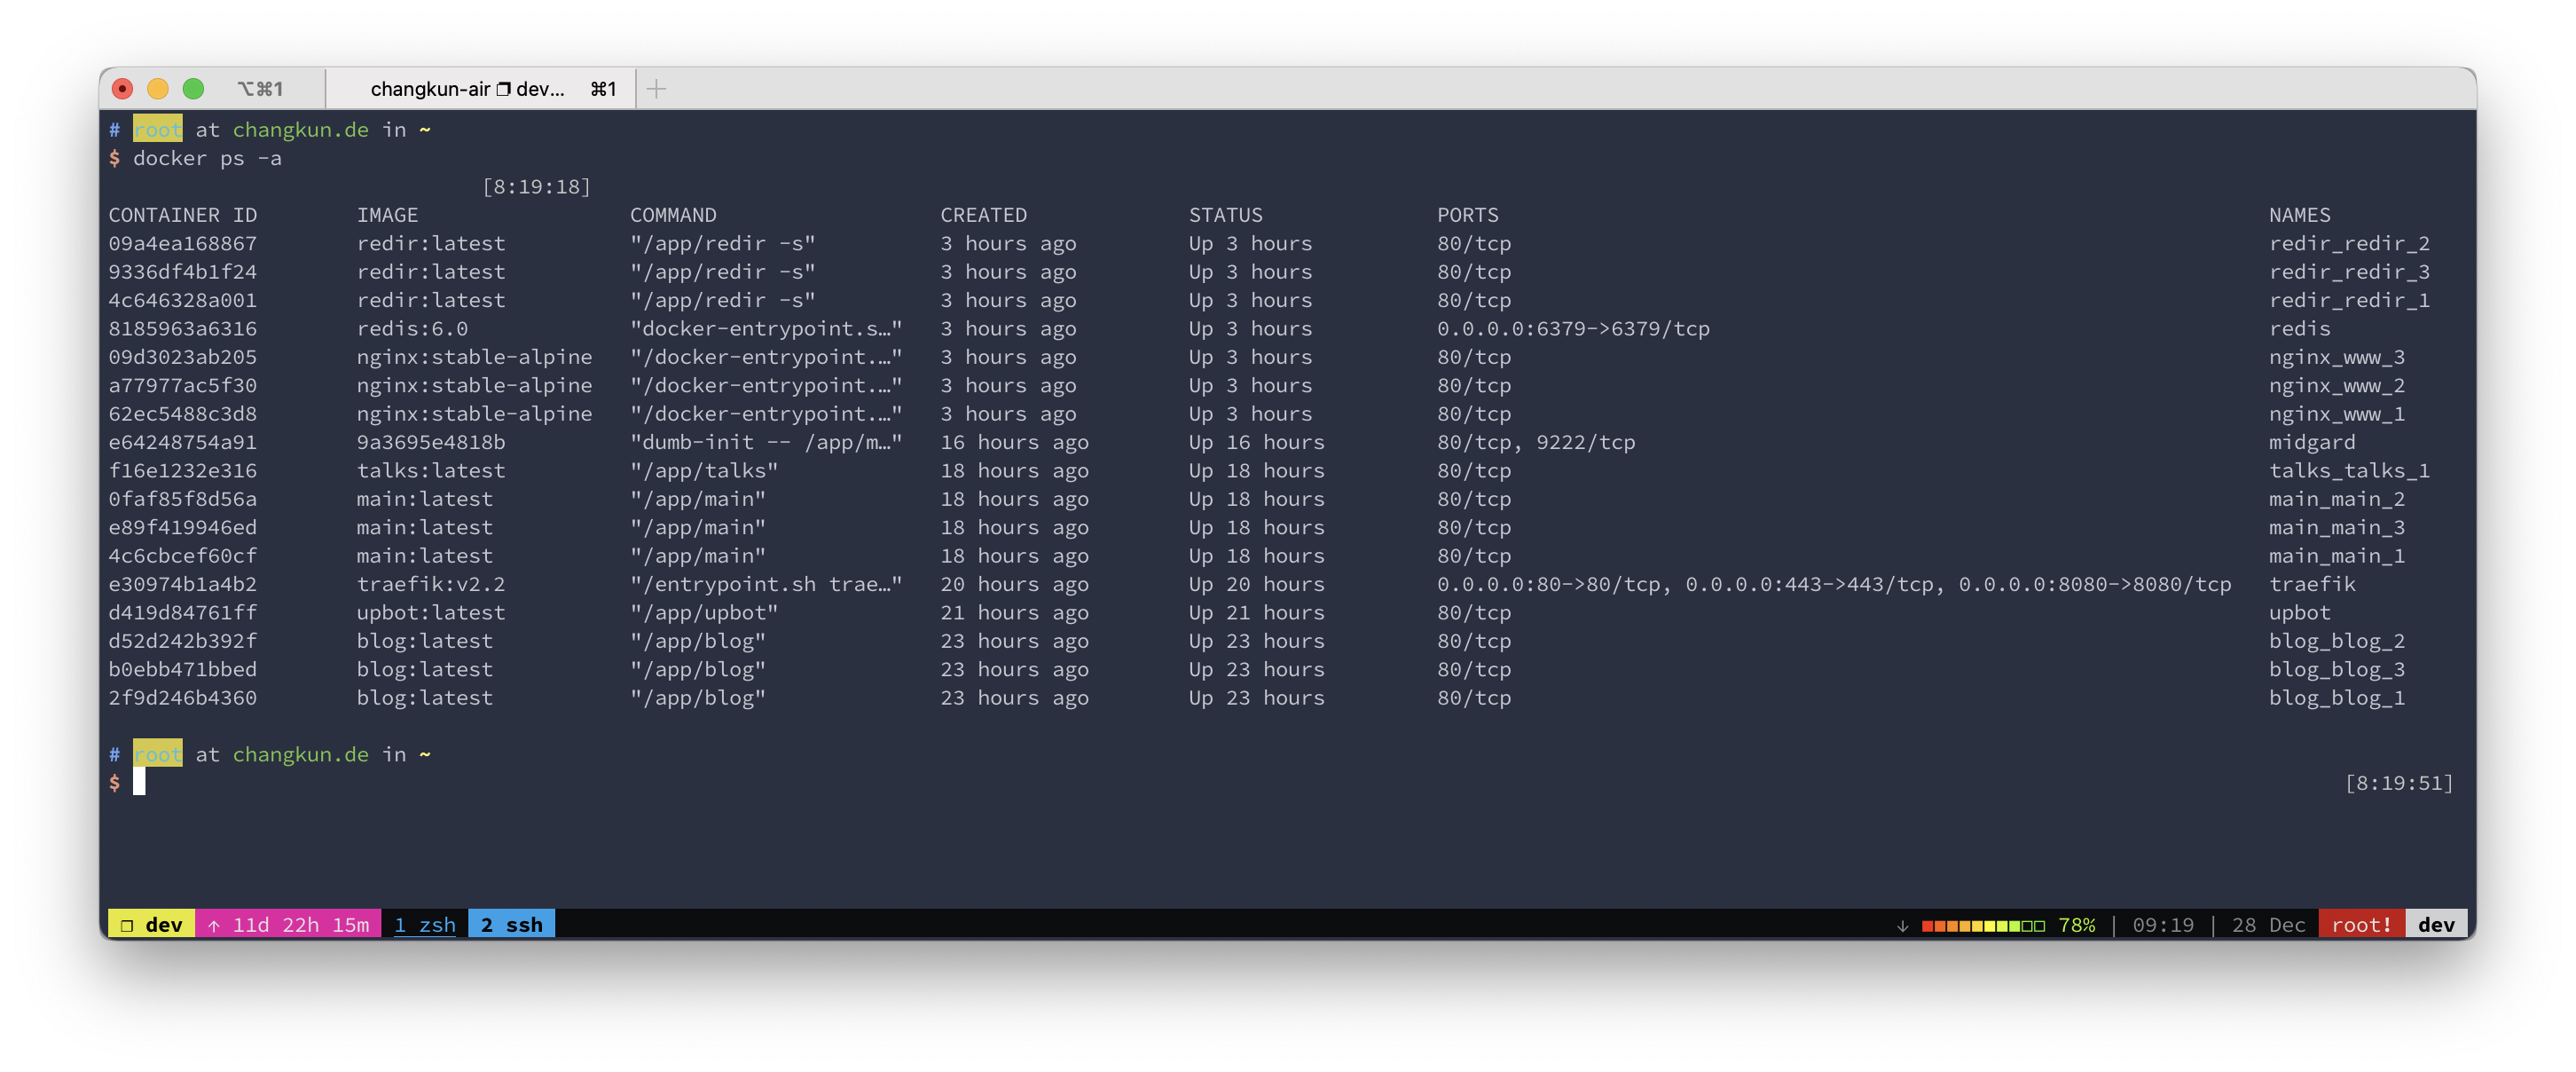 ⌥⌘1 changkun-air ❐ dev... ⌘1 +
# root at changkun.de in ~
$ docker ps -a
[8:19:18]
CONTAINER ID IMAGE COMMAND CREATED STATUS PORTS NAMES
09a4ea168867 redir:latest "/app/redir -s" 3 hours ago Up 3 hours 80/tcp redir_redir_2
9336df4b1f24 redir:latest "/app/redir -s" 3 hours ago Up 3 hours 80/tcp redir_redir_3
4c646328a001 redir:latest "/app/redir -s" 3 hours ago Up 3 hours 80/tcp redir_redir_1
8185963a6316 redis:6.0 "docker-entrypoint.s…" 3 hours ago Up 3 hours 0.0.0.0:6379->6379/tcp redis
09d3023ab205 nginx:stable-alpine "/docker-entrypoint.…" 3 hours ago Up 3 hours 80/tcp nginx_www_3
a77977ac5f30 nginx:stable-alpine "/docker-entrypoint.…" 3 hours ago Up 3 hours 80/tcp nginx_www_2
62ec5488c3d8 nginx:stable-alpine "/docker-entrypoint.…" 3 hours ago Up 3 hours 80/tcp nginx_www_1
e64248754a91 9a3695e4818b "dumb-init -- /app/m…" 16 hours ago Up 16 hours 80/tcp, 9222/tcp midgard
f16e1232e316 talks:latest "/app/talks" 18 hours ago Up 18 hours 80/tcp talks_talks_1
0faf85f8d56a main:latest "/app/main" 18 hours ago Up 18 hours 80/tcp main_main_2
e89f419946ed main:latest "/app/main" 18 hours ago Up 18 hours 80/tcp main_main_3
4c6cbcef60cf main:latest "/app/main" 18 hours ago Up 18 hours 80/tcp main_main_1
e30974b1a4b2 traefik:v2.2 "/entrypoint.sh trae…" 20 hours ago Up 20 hours 0.0.0.0:80->80/tcp, 0.0.0.0:443->443/tcp, 0.0.0.0:8080->8080/tcp traefik
d419d84761ff upbot:latest "/app/upbot" 21 hours ago Up 21 hours 80/tcp upbot
d52d242b392f blog:latest "/app/blog" 23 hours ago Up 23 hours 80/tcp blog_blog_2
b0ebb471bbed blog:latest "/app/blog" 23 hours ago Up 23 hours 80/tcp blog_blog_3
2f9d246b4360 blog:latest "/app/blog" 23 hours ago Up 23 hours 80/tcp blog_blog_1
# root at changkun.de in ~
$ [8:19:51]
❐ dev ↑ 11d 22h 15m 1 zsh 2 ssh ↓ 78% | 09:19 | 28 Dec root! dev